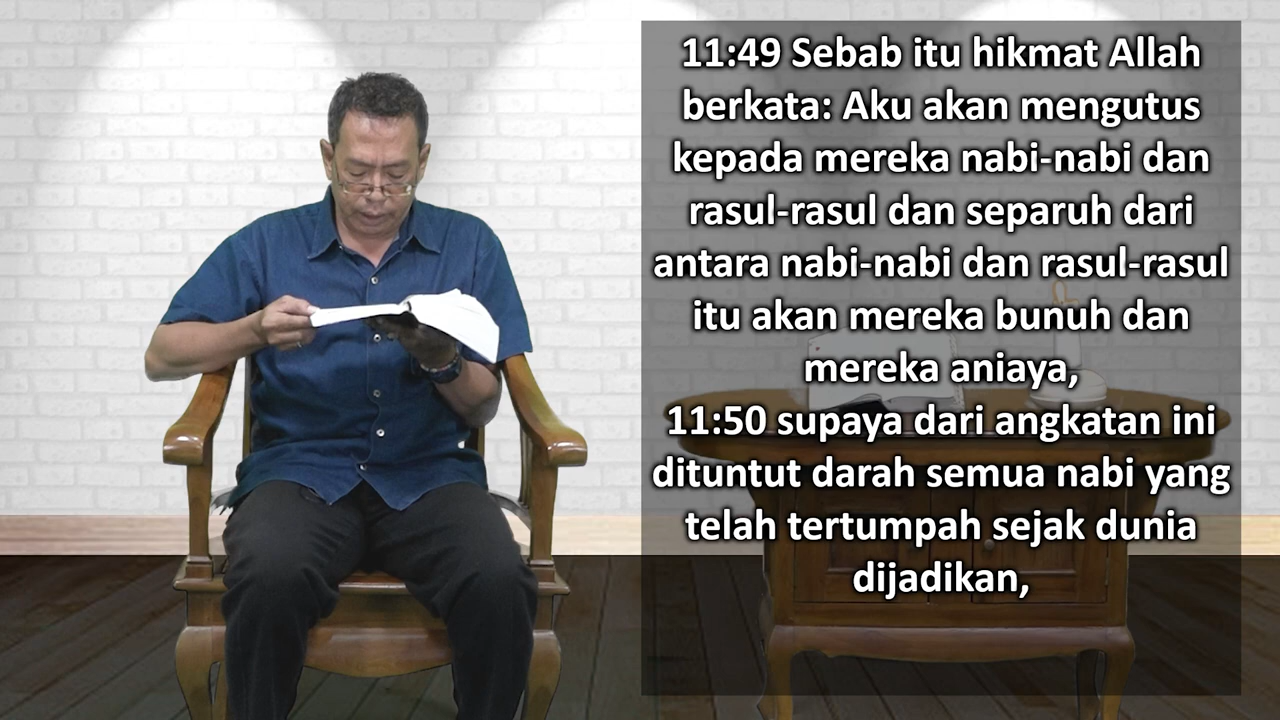 11:49 Sebab itu hikmat Allah
berkata: Aku akan mengutus
kepada mereka nabi-nabi dan
rasul-rasul dan separuh dari
antara nabi-nabi dan rasul-rasul
itu akan mereka bunuh dan
mereka aniaya,
11:50 supaya dari angkatan ini
dituntut darah semua nabi yang
telah tertumpah sejak dunia
dijadikan,